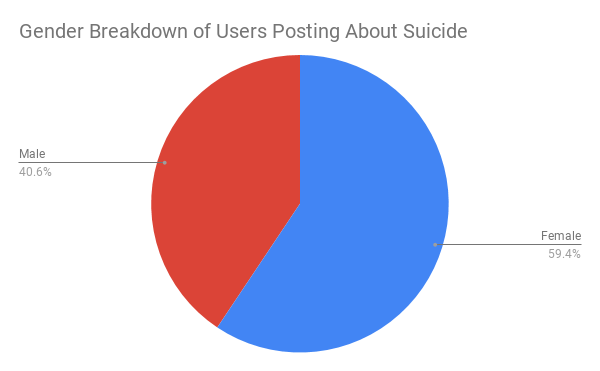 Gender Breakdown of Users Posting About Suicide
Male
40.6%
Female
59.4%